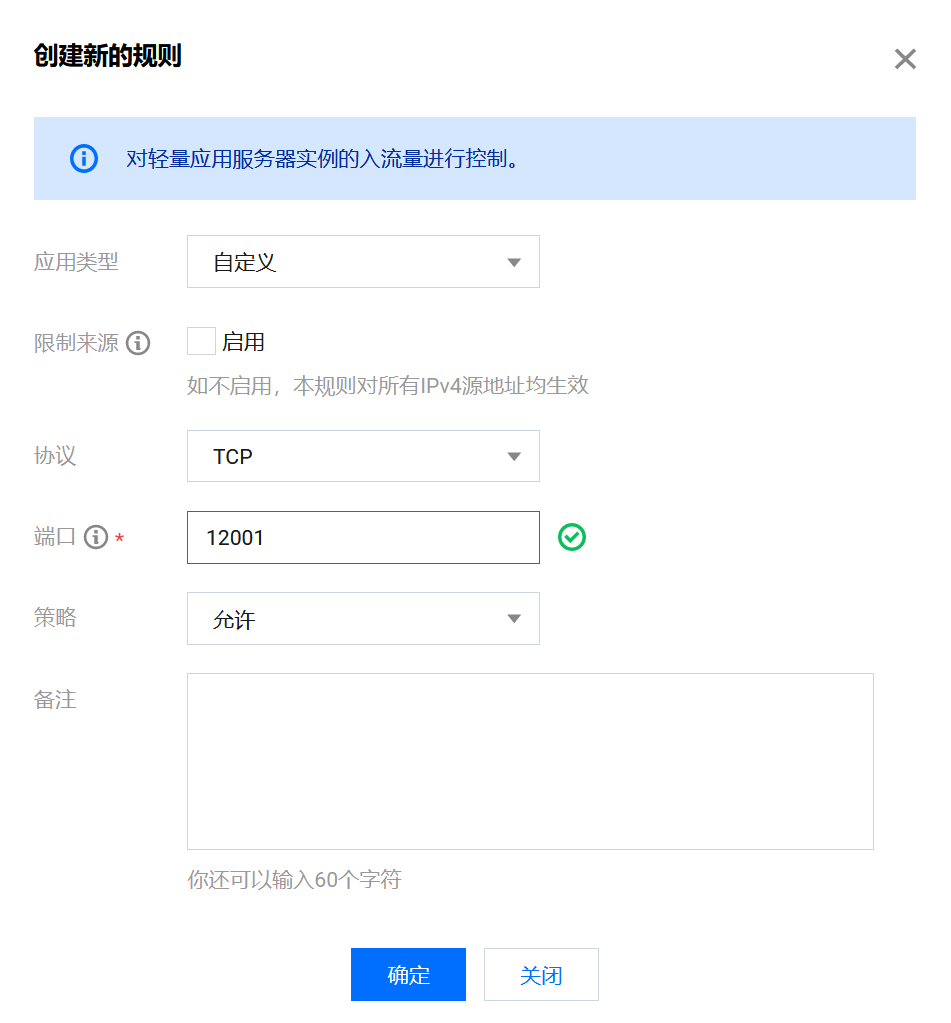 创建新的规则
对轻量应用服务器实例的入流量进行控制。
应用类型 自定义
限制来源 启用
如不启用，本规则对所有IPv4源地址均生效
协议 TCP
端口 * 12001
策略 允许
备注
你还可以输入60个字符
确定 关闭